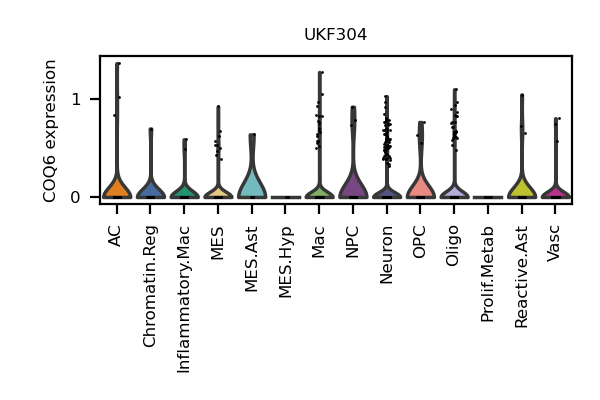 UKF304
COQ6 expression
1
0
AC
Chromatin.Reg
Inflammatory.Mac
MES
MES.Ast
MES.Hyp
Mac
NPC
Neuron
OPC
Oligo
Prolif.Metab
Reactive.Ast
Vasc